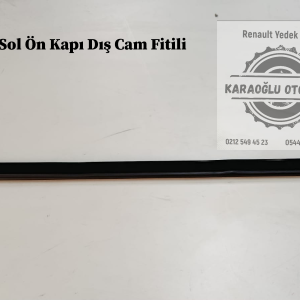 Sol Ön Kapı Dış Cam Fitili
Renault Yedek
KARAOĞLU OTO
0212 549 45 23 0544